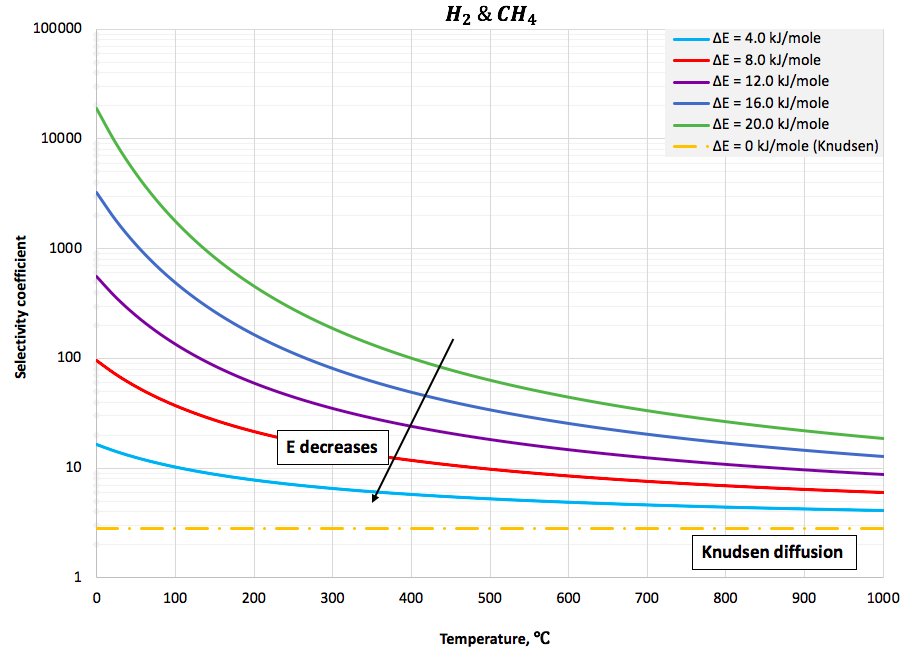 H₂ & CH₄
100000
10000
1000
100
10
1
Selectivity coefficient
ΔE = 4.0 kJ/mole
ΔE = 8.0 kJ/mole
ΔE = 12.0 kJ/mole
ΔE = 16.0 kJ/mole
ΔE = 20.0 kJ/mole
ΔE = 0 kJ/mole (Knudsen)
E decreases
Knudsen diffusion
0 100 200 300 400 500 600 700 800 900 1000
Temperature, °C